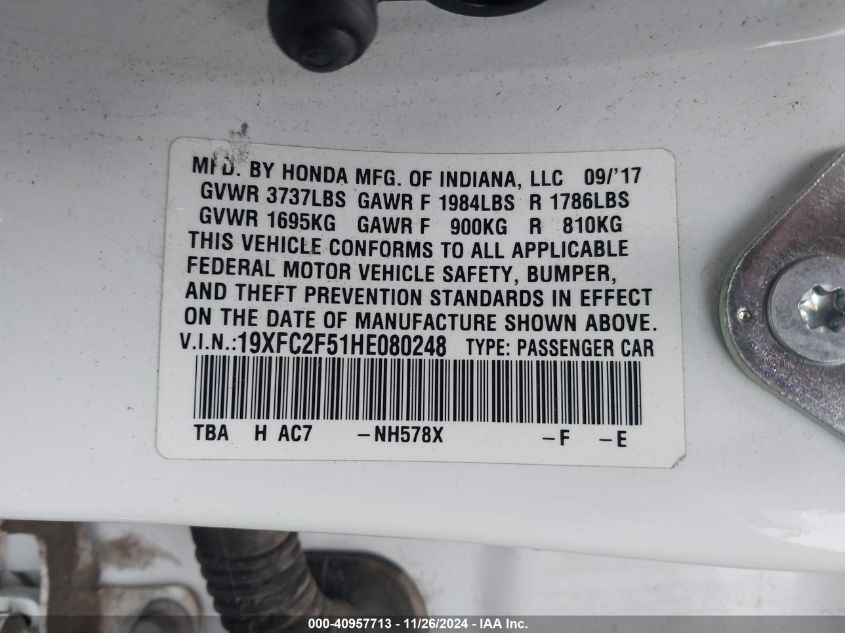 MFD. BY HONDA MFG. OF INDIANA, LLC 09/'17
GVWR 3737LBS GAWR F 1984LBS R 1786LBS
GVWR 1695KG GAWR F 900KG R 810KG
THIS VEHICLE CONFORMS TO ALL APPLICABLE
FEDERAL MOTOR VEHICLE SAFETY, BUMPER,
AND THEFT PREVENTION STANDARDS IN EFFECT
ON THE DATE OF MANUFACTURE SHOWN ABOVE.
V.I.N.:19XFC2F51HE080248 TYPE: PASSENGER CAR
TBA H AC7 -NH578X -F -E
000-40957713 - 11/26/2024 - IAA Inc.